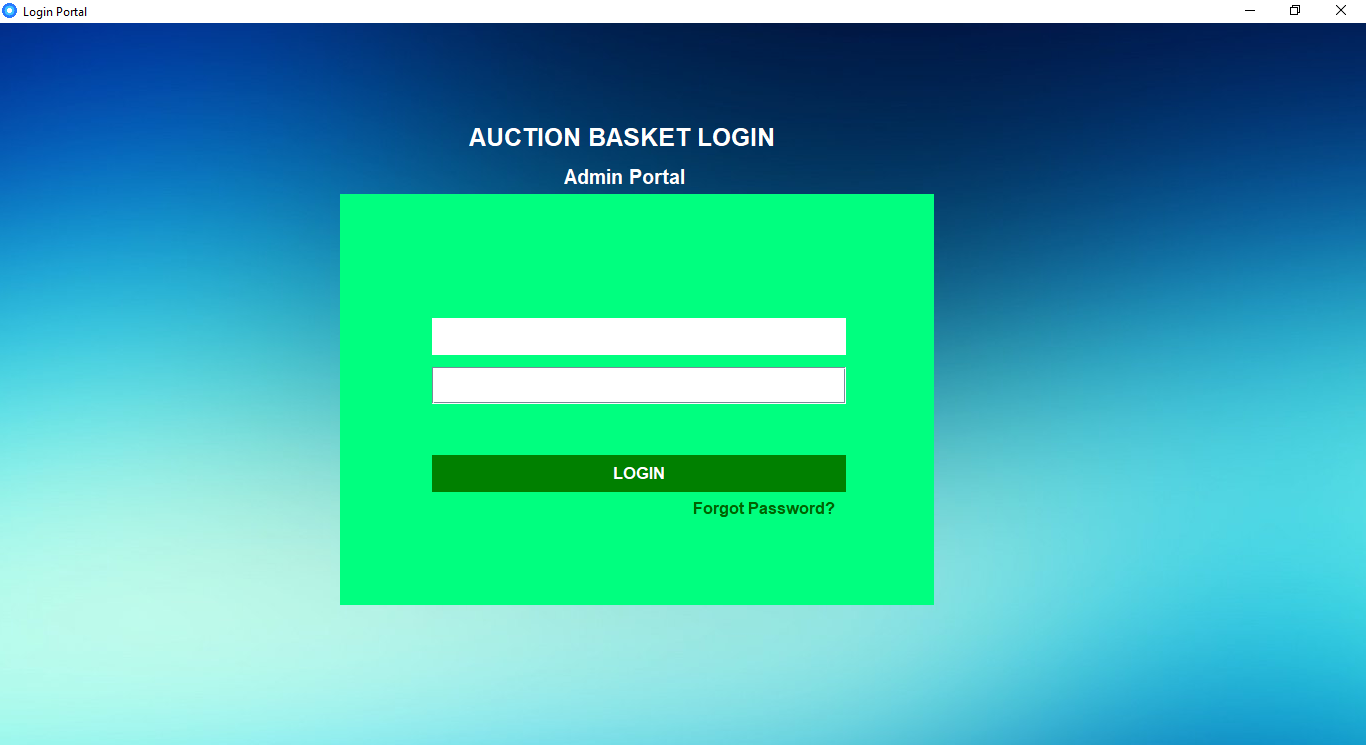 Login Portal
AUCTION BASKET LOGIN
Admin Portal
LOGIN
Forgot Password?